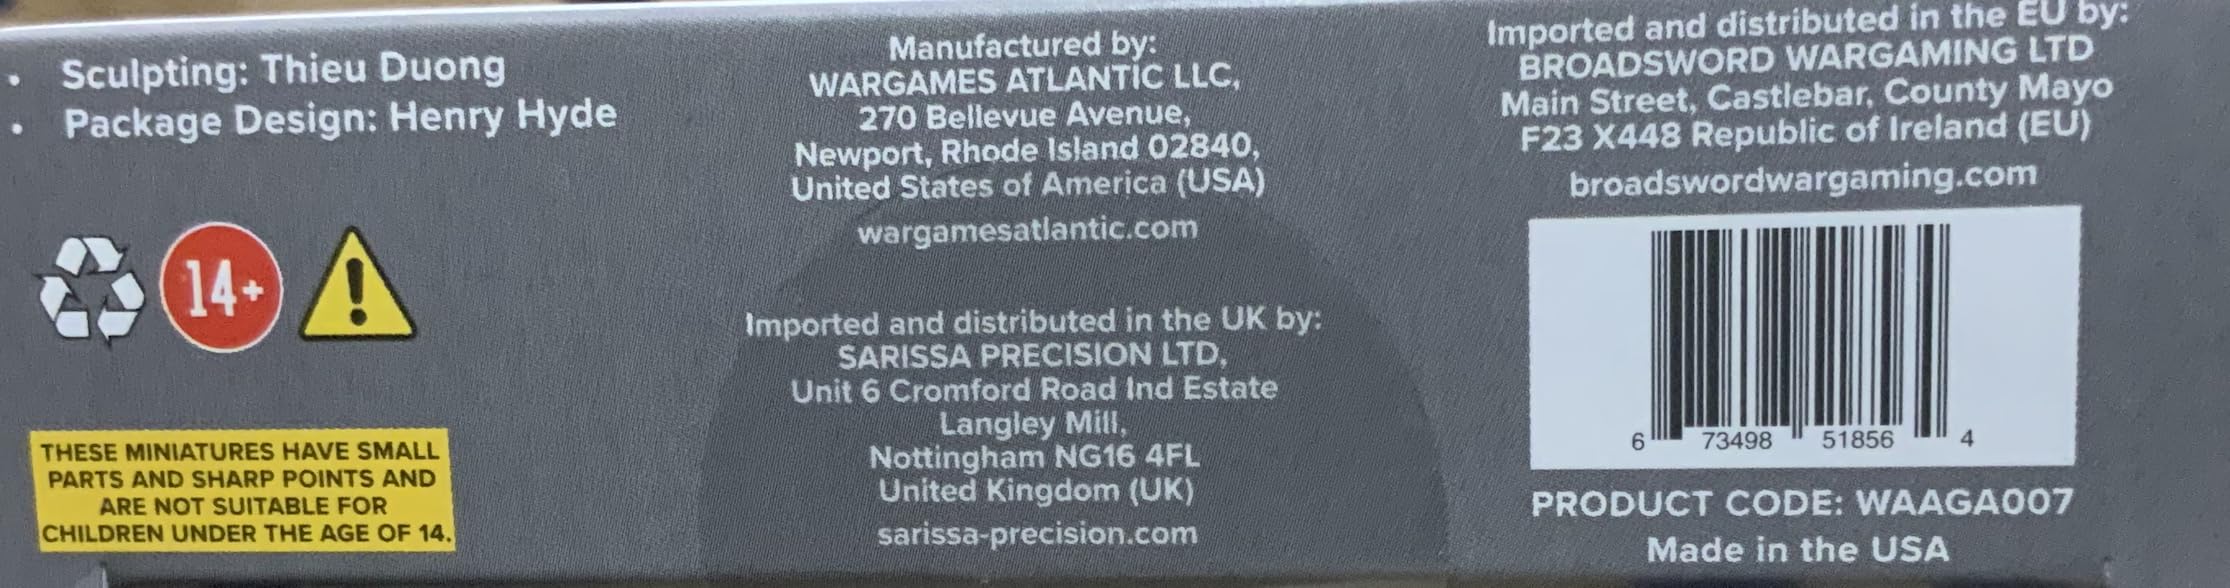 • Sculpting: Thieu Duong
• Package Design: Henry Hyde
14+
THESE MINIATURES HAVE SMALL
PARTS AND SHARP POINTS AND
ARE NOT SUITABLE FOR
CHILDREN UNDER THE AGE OF 14.
Manufactured by:
WARGAMES ATLANTIC LLC,
270 Bellevue Avenue,
Newport, Rhode Island 02840,
United States of America (USA)
wargamesatlantic.com
Imported and distributed in the UK by:
SARISSA PRECISION LTD,
Unit 6 Cromford Road Ind Estate
Langley Mill,
Nottingham NG16 4FL
United Kingdom (UK)
sarissa-precision.com
Imported and distributed in the EU by:
BROADSWORD WARGAMING LTD
Main Street, Castlebar, County Mayo
F23 X448 Republic of Ireland (EU)
broadswordwargaming.com
6 73498 51856 4
PRODUCT CODE: WAAGA007
Made in the USA